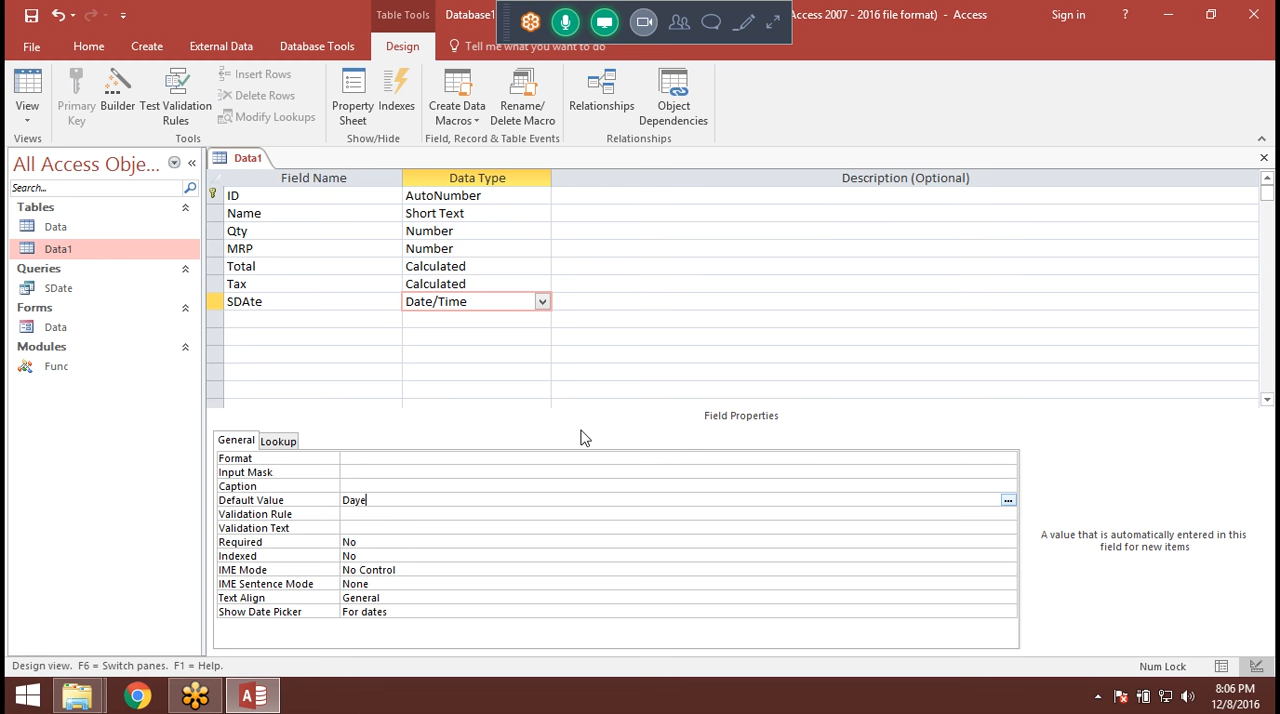 Table Tools
Database1
Access 2007 - 2016 file format) - Access
Sign in
?
File
Home
Create
External Data
Database Tools
Design
Tell me what you want to do
View
Primary Key
Builder
Test Validation Rules
Insert Rows
Delete Rows
Modify Lookups
Property Sheet
Indexes
Create Data Macros
Rename/ Delete Macro
Relationships
Object Dependencies
Views
Tools
Show/Hide
Field, Record & Table Events
Relationships
All Access Obje...
Search...
Tables
Data
Data1
Queries
SDate
Forms
Data
Modules
Func
Data1
Field Name
Data Type
Description (Optional)
ID
AutoNumber
Name
Short Text
Qty
Number
MRP
Number
Total
Calculated
Tax
Calculated
SDAte
Date/Time
Field Properties
General
Lookup
Format
Input Mask
Caption
Default Value
Daye
Validation Rule
Validation Text
Required
No
Indexed
No
IME Mode
No Control
IME Sentence Mode
None
Text Align
General
Show Date Picker
For dates
A value that is automatically entered in this
field for new items
Design view. F6 = Switch panes. F1 = Help.
Num Lock
8:06 PM
12/8/2016